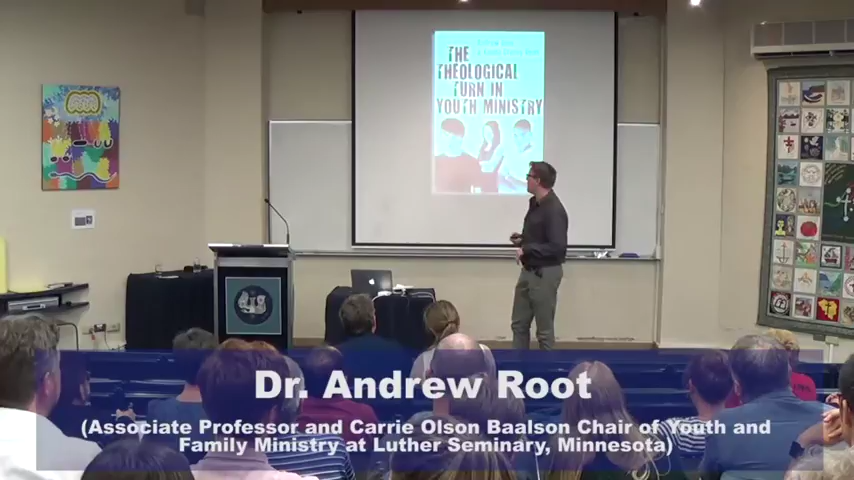 THE
THEOLOGICAL
TURN IN
YOUTH MINISTRY
Dr. Andrew Root
(Associate Professor and Carrie Olson Baalson Chair of Youth and
Family Ministry at Luther Seminary, Minnesota)